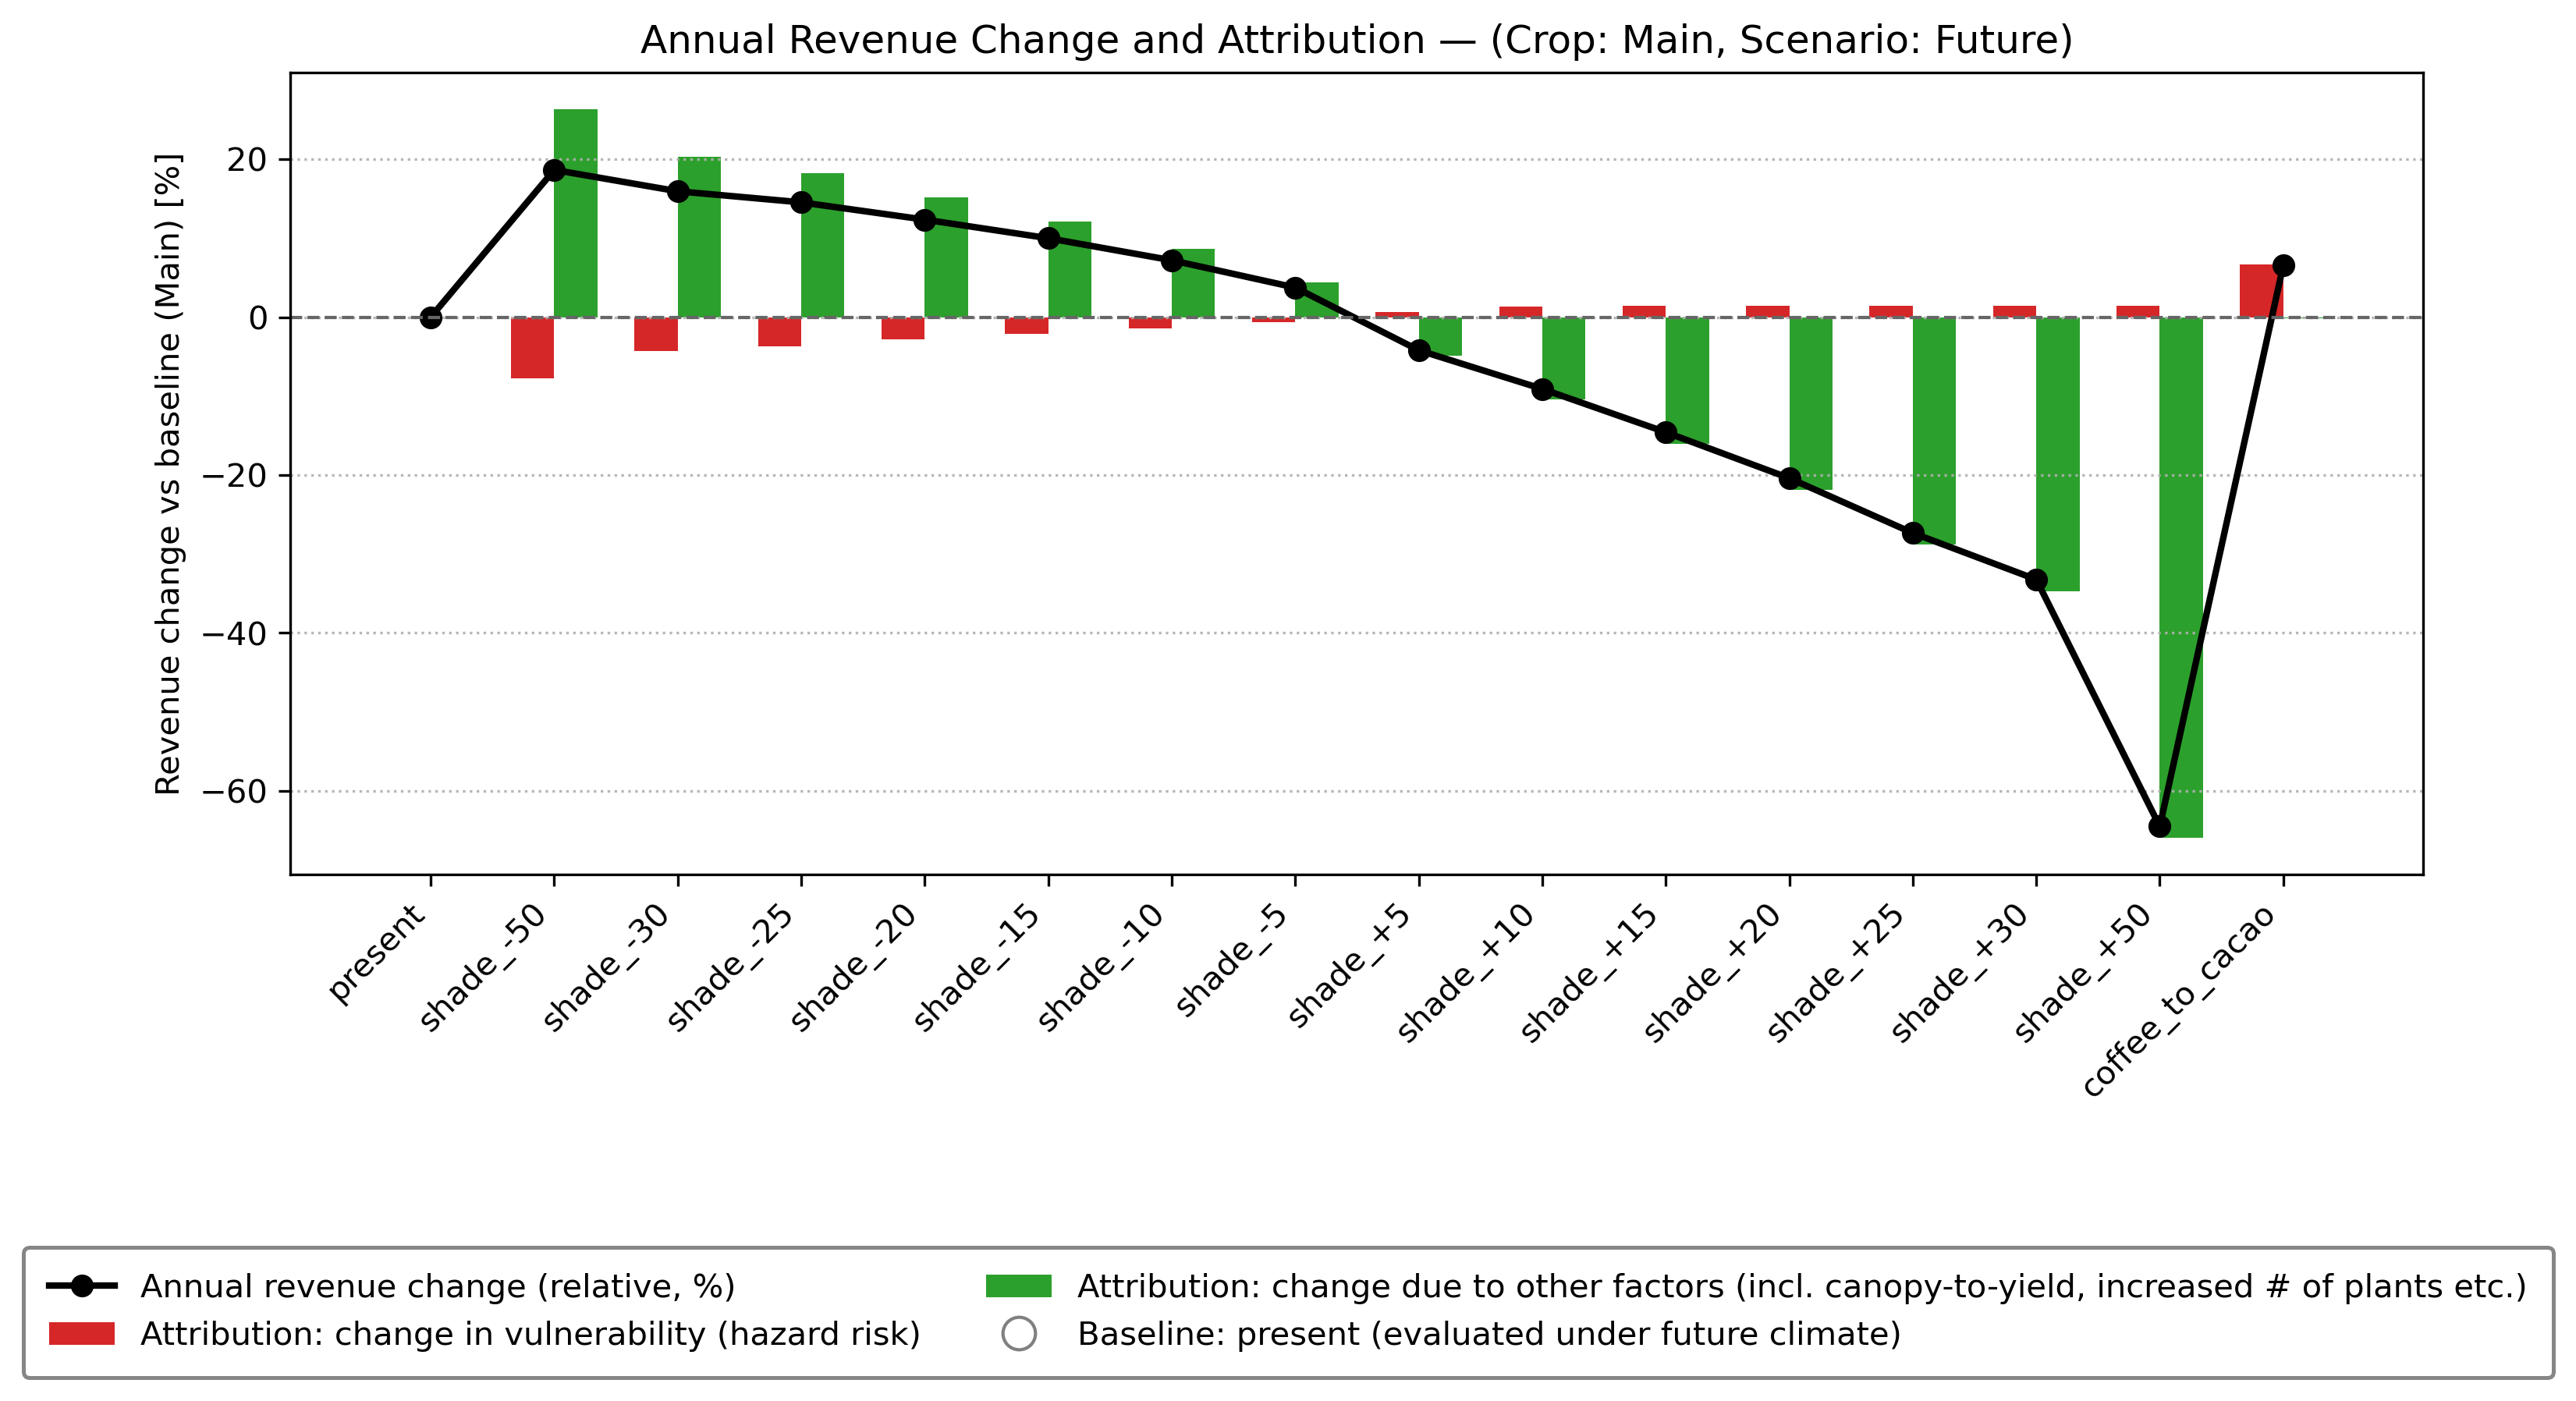 Annual Revenue Change and Attribution — (Crop: Main, Scenario: Future)
Revenue change vs baseline (Main) [%]
20
0
−20
−40
−60
present
shade_-50
shade_-30
shade_-25
shade_-20
shade_-15
shade_-10
shade_-5
shade_+5
shade_+10
shade_+15
shade_+20
shade_+25
shade_+30
shade_+50
coffee_to_cacao
Annual revenue change (relative, %)
Attribution: change in vulnerability (hazard risk)
Attribution: change due to other factors (incl. canopy-to-yield, increased # of plants etc.)
Baseline: present (evaluated under future climate)